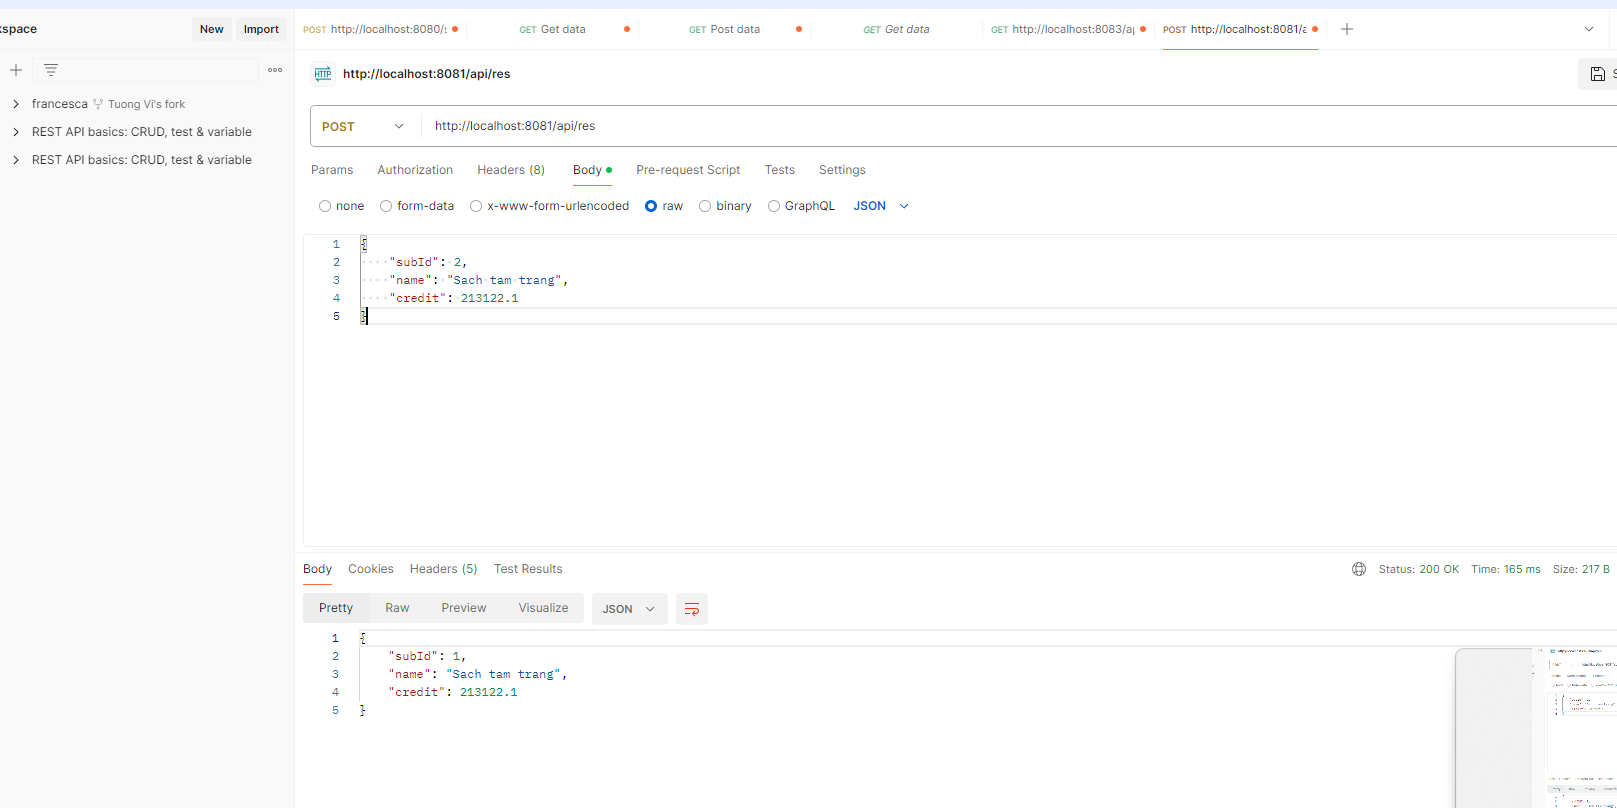 kspace New Import POST http://localhost:8080/ GET Get data GET Post data GET Get data GET http://localhost:8083/a POST http://localhost:8081/a
http://localhost:8081/api/res
HTTP
francesca Tuong Vi's fork
POST http://localhost:8081/api/res
REST API basics: CRUD, test & variable
REST API basics: CRUD, test & variable
Params Authorization Headers (8) Body Pre-request Script Tests Settings
none form-data x-www-form-urlencoded raw binary GraphQL JSON
1 {
2 "subId": 2,
3 "name": "Sach tam trang",
4 "credit": 213122.1
5 }
Body Cookies Headers (5) Test Results Status: 200 OK Time: 165 ms Size: 217 B
Pretty Raw Preview Visualize JSON
1 {
2 "subId": 1,
3 "name": "Sach tam trang",
4 "credit": 213122.1
5 }